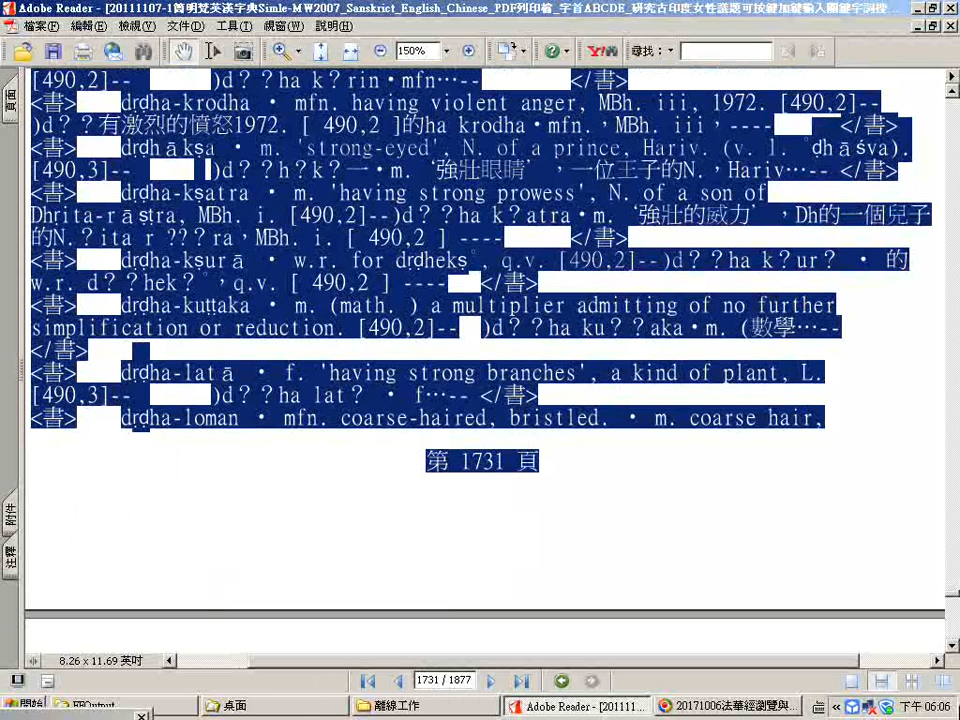 Adobe Reader - [20111107-1簡明梵英漢字典Simle-MW2007_Sanskrict_English_Chinese_PDF列印檔_字首ABCDE_研究古印度女性議題可按鍵加鍵輸入關鍵字詞搜
檔案(F) 編輯(E) 檢視(V) 文件(D) 工具(T) 視窗(W) 說明(H)
150% Y! 尋找:
頁面
[490,2]-- )d??ha k?rin·mfn…-- </書>
<書> dṛḍha-krodha · mfn. having violent anger, MBh. iii, 1972. [490,2]--
)d??有激烈的憤怒1972. [ 490,2 ]的ha krodha·mfn.，MBh. iii，---- </書>
<書> dṛḍhākṣa · m. 'strong-eyed', N. of a prince, Hariv. (v. l. °ḍhāśva).
[490,3]-- )d??h?k?一·m.‘強壯眼睛’，一位王子的N.，Hariv…-- </書>
<書> dṛḍha-kṣatra · m. 'having strong prowess', N. of a son of
Dhrita-rāṣṭra, MBh. i. [490,2]--)d??ha k?atra·m.‘強壯的威力’，Dh的一個兒子
的N.?ita r ???ra，MBh. i. [ 490,2 ] ---- </書>
<書> dṛḍha-kṣurā · w.r. for dṛḍhekṣ°, q.v. [490,2]--)d??ha k?ur? · 的
w.r. d??hek?°，q.v. [ 490,2 ] ---- </書>
<書> dṛḍha-kuṭṭaka · m. (math. ) a multiplier admitting of no further
simplification or reduction. [490,2]-- )d??ha ku??aka·m. (數學…--
</書>
<書> dṛḍha-latā · f. 'having strong branches', a kind of plant, L.
[490,3]-- )d??ha lat? · f…-- </書>
<書> dṛḍha-loman · mfn. coarse-haired, bristled. · m. coarse hair,
第 1731 頁
附件
注釋
8.26 x 11.69 英吋
1731 / 1877
開始 FFOutput 桌面 離線工作 Adobe Reader - [201111... 20171006法華經瀏覽與... 下午 06:06